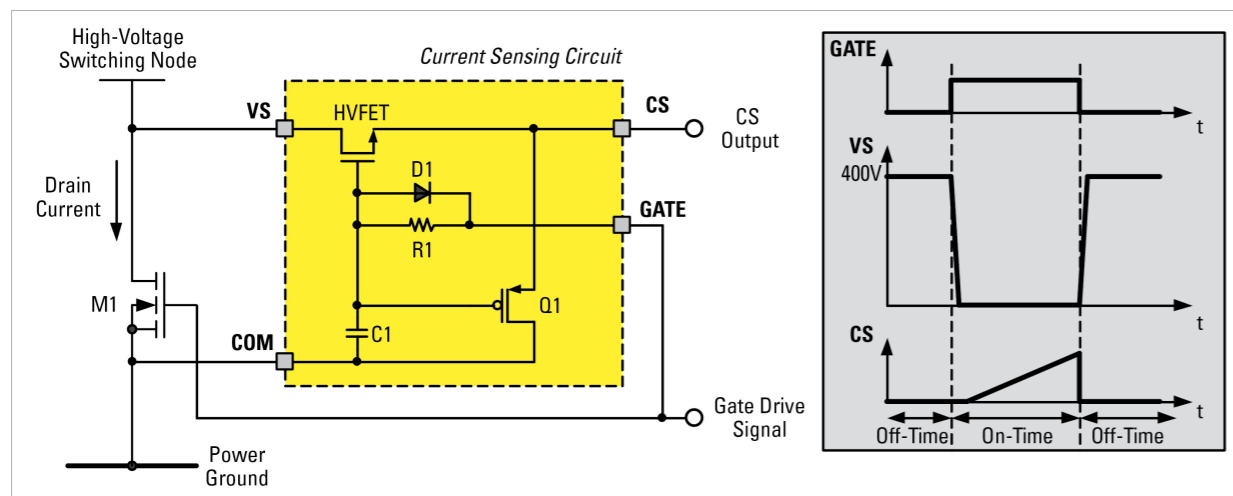 High-Voltage
Switching Node
Current Sensing Circuit
VS
HVFET
CS
CS
Output
Drain
Current
D1
GATE
R1
M1
Q1
C1
COM
Gate Drive
Signal
Power
Ground
GATE
t
VS
400V
t
CS
t
Off-Time
On-Time
Off-Time